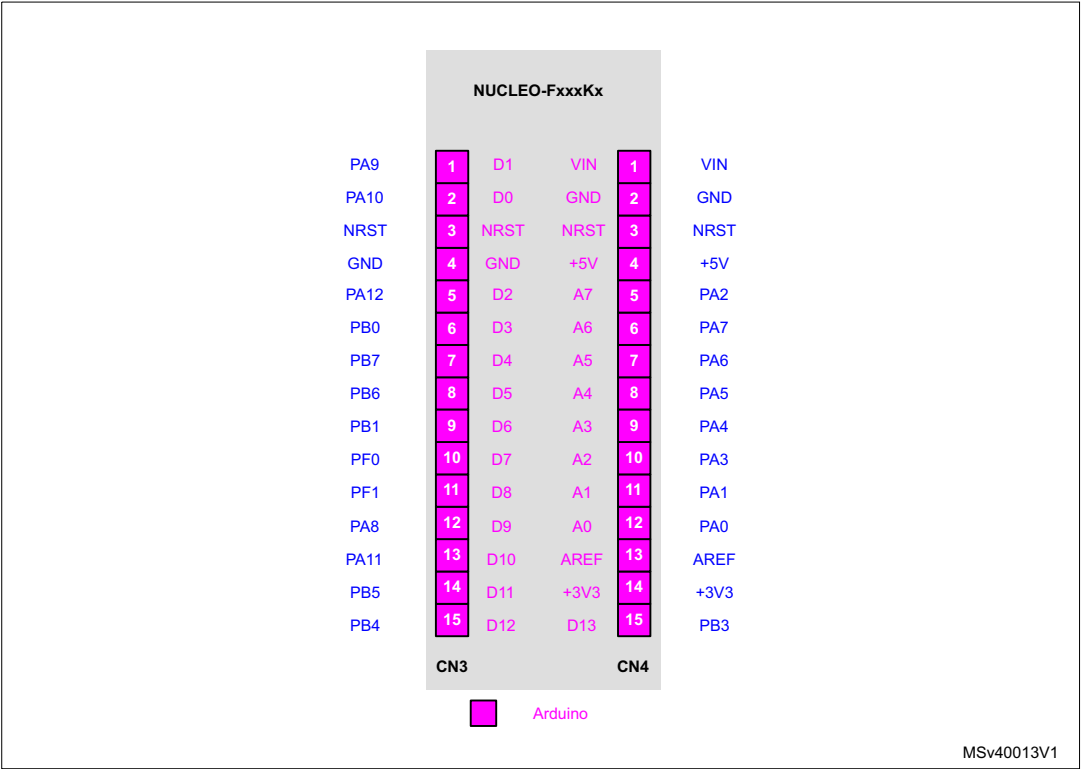 NUCLEO-FxxxKx
PA9 1 D1 VIN 1 VIN
PA10 2 D0 GND 2 GND
NRST 3 NRST NRST 3 NRST
GND 4 GND +5V 4 +5V
PA12 5 D2 A7 5 PA2
PB0 6 D3 A6 6 PA7
PB7 7 D4 A5 7 PA6
PB6 8 D5 A4 8 PA5
PB1 9 D6 A3 9 PA4
PF0 10 D7 A2 10 PA3
PF1 11 D8 A1 11 PA1
PA8 12 D9 A0 12 PA0
PA11 13 D10 AREF 13 AREF
PB5 14 D11 +3V3 14 +3V3
PB4 15 D12 D13 15 PB3
CN3 CN4
Arduino
MSv40013V1